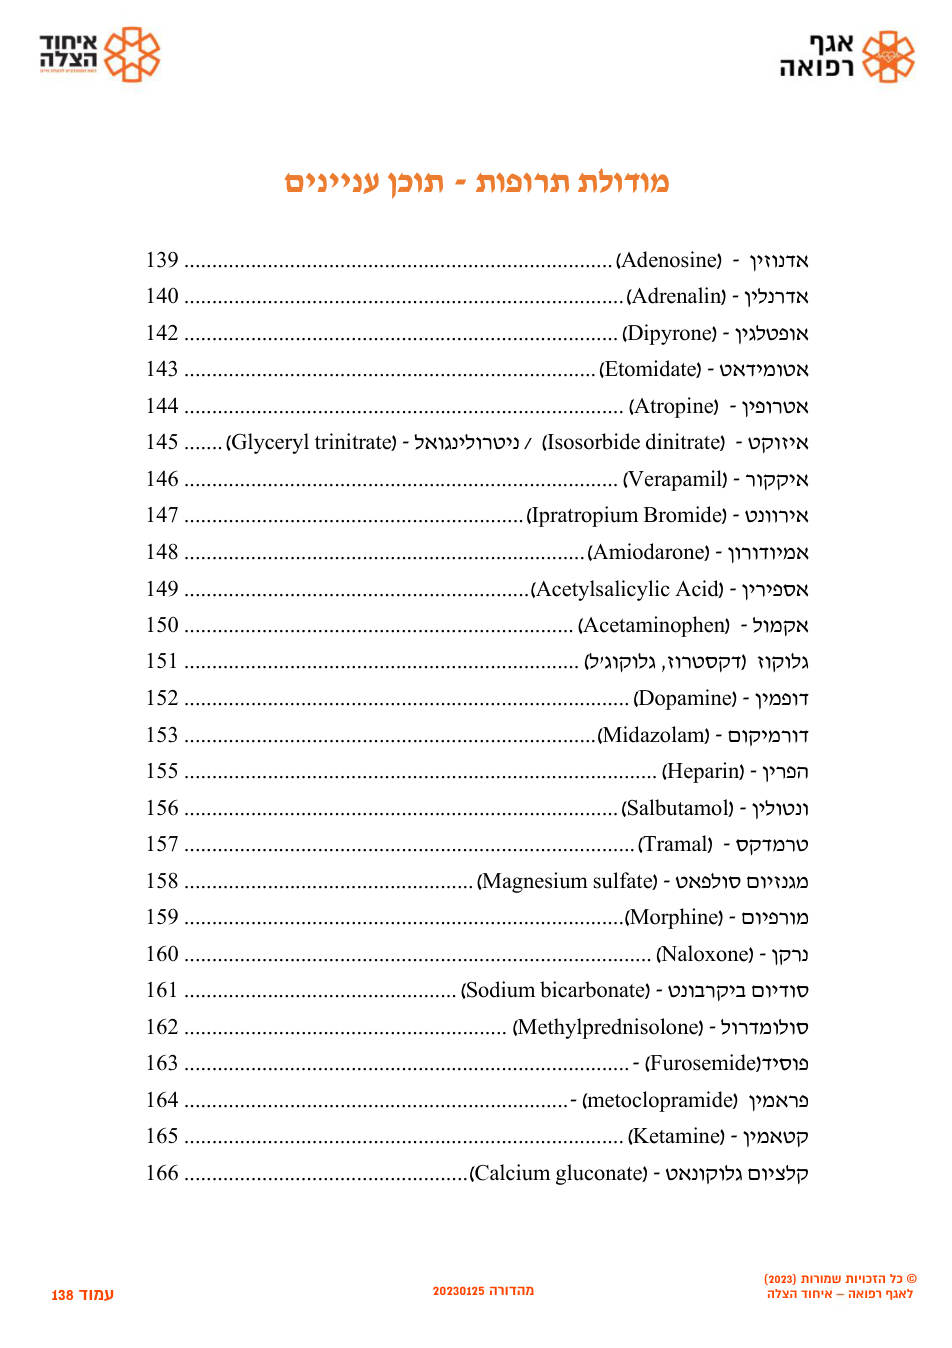 אגף
רפואה
איחוד
הצלה
מודולת תרופות - תוכן עניינים
אדנוזין - (Adenosine) ........ 139
אדרנלין - (Adrenalin) ........ 140
אופטלגין - (Dipyrone) ........ 142
אטומידאט - (Etomidate) ........ 143
אטרופין - (Atropine) ........ 144
איזוקט - (Isosorbide dinitrate) / ניטרולינגואל - (Glyceryl trinitrate) ....... 145
איקקור - (Verapamil) ........ 146
אירוונט - (Ipratropium Bromide) ........ 147
אמיודורון - (Amiodarone) ........ 148
אספירין - (Acetylsalicylic Acid) ........ 149
אקמול - (Acetaminophen) ........ 150
גלוקוז (דקסטרוז, גלוקוג'ל) ........ 151
דופמין - (Dopamine) ........ 152
דורמיקום - (Midazolam) ........ 153
הפרין - (Heparin) ........ 155
ונטולין - (Salbutamol) ........ 156
טרמדקס - (Tramal) ........ 157
מגנזיום סולפאט - (Magnesium sulfate) ........ 158
מורפיום - (Morphine) ........ 159
נרקן - (Naloxone) ........ 160
סודיום ביקרבונט - (Sodium bicarbonate) ........ 161
סולומדרול - (Methylprednisolone) ........ 162
פוסיד(Furosemide) - ........ 163
פראמין (metoclopramide) - ........ 164
קטאמין - (Ketamine) ........ 165
קלציום גלוקונאט - (Calcium gluconate) ........ 166
© כל הזכויות שמורות (2023)
לאגף רפואה – איחוד הצלה
מהדורה 20230125
עמוד 138